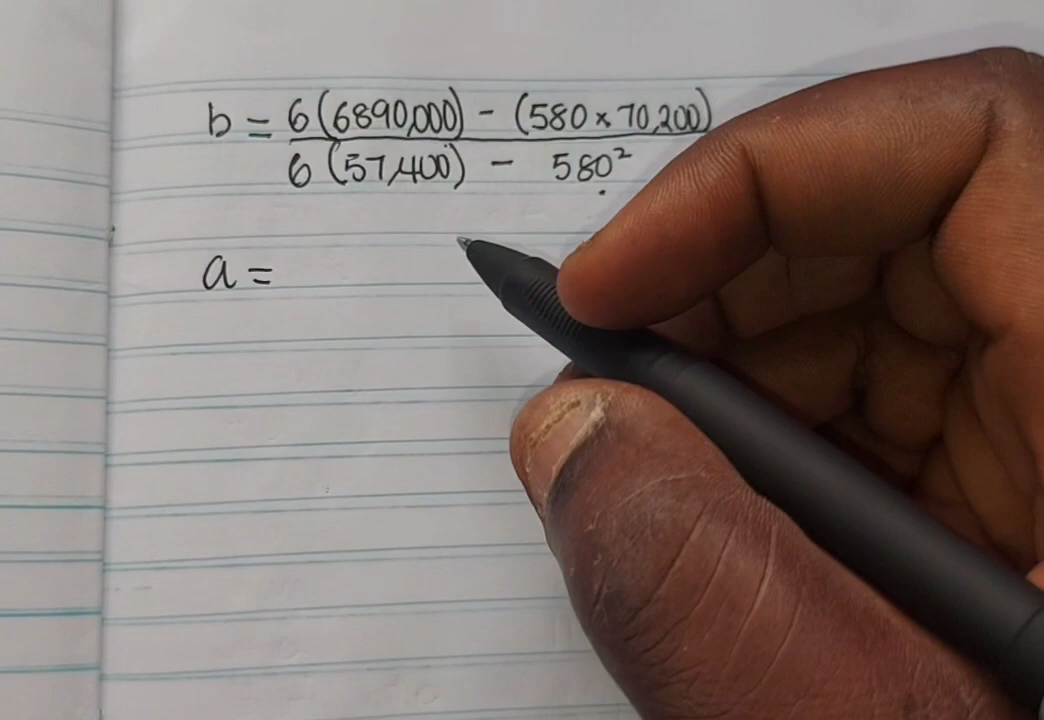 b = 6(6890,000) - (580 × 70,200)
6 (57,400) - 580²
a =